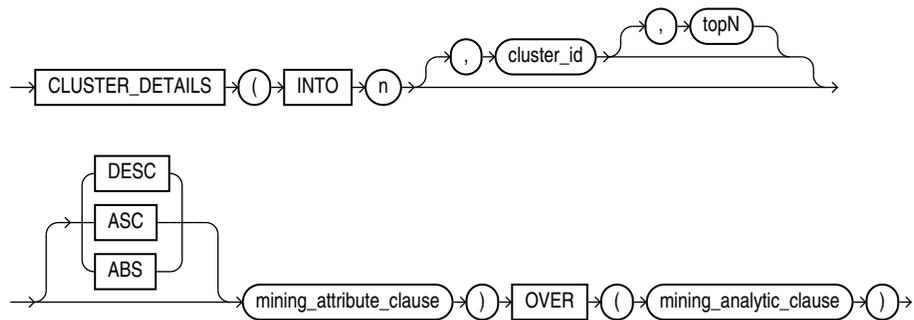 , topN
, cluster_id
CLUSTER_DETAILS ( INTO n
DESC
ASC
ABS
mining_attribute_clause ) OVER ( mining_analytic_clause )